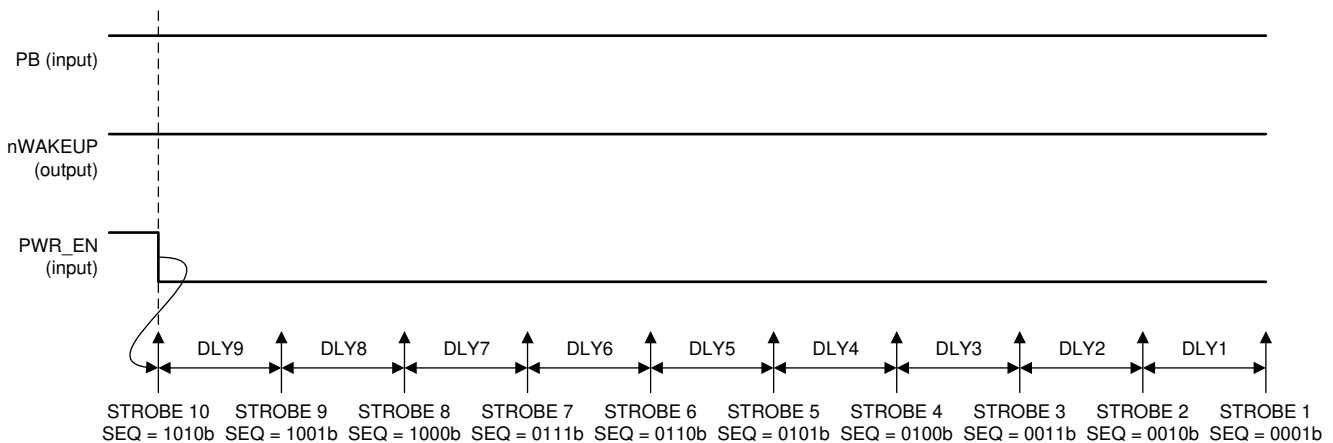 PB (input)
nWAKEUP
(output)
PWR_EN
(input)
DLY9 DLY8 DLY7 DLY6 DLY5 DLY4 DLY3 DLY2 DLY1
STROBE 10 STROBE 9 STROBE 8 STROBE 7 STROBE 6 STROBE 5 STROBE 4 STROBE 3 STROBE 2 STROBE 1
SEQ = 1010b SEQ = 1001b SEQ = 1000b SEQ = 0111b SEQ = 0110b SEQ = 0101b SEQ = 0100b SEQ = 0011b SEQ = 0010b SEQ = 0001b